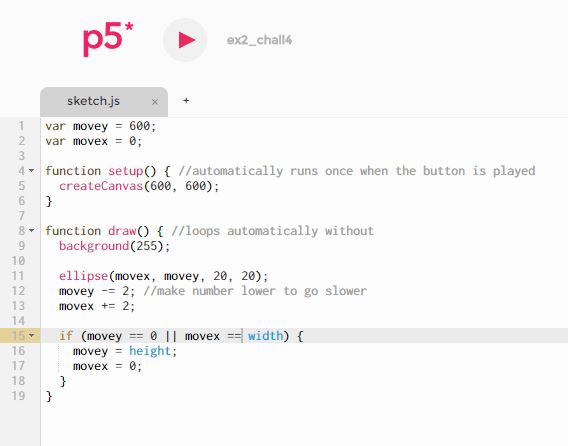 p5*
ex2_chall4
sketch.js × +
1 var movey = 600;
2 var movex = 0;
3
4 function setup() { //automatically runs once when the button is played
5   createCanvas(600, 600);
6 }
7
8 function draw() { //loops automatically without
9   background(255);
10
11   ellipse(movex, movey, 20, 20);
12   movey -= 2; //make number lower to go slower
13   movex += 2;
14
15   if (movey == 0 || movex == width) {
16     movey = height;
17     movex = 0;
18   }
19 }